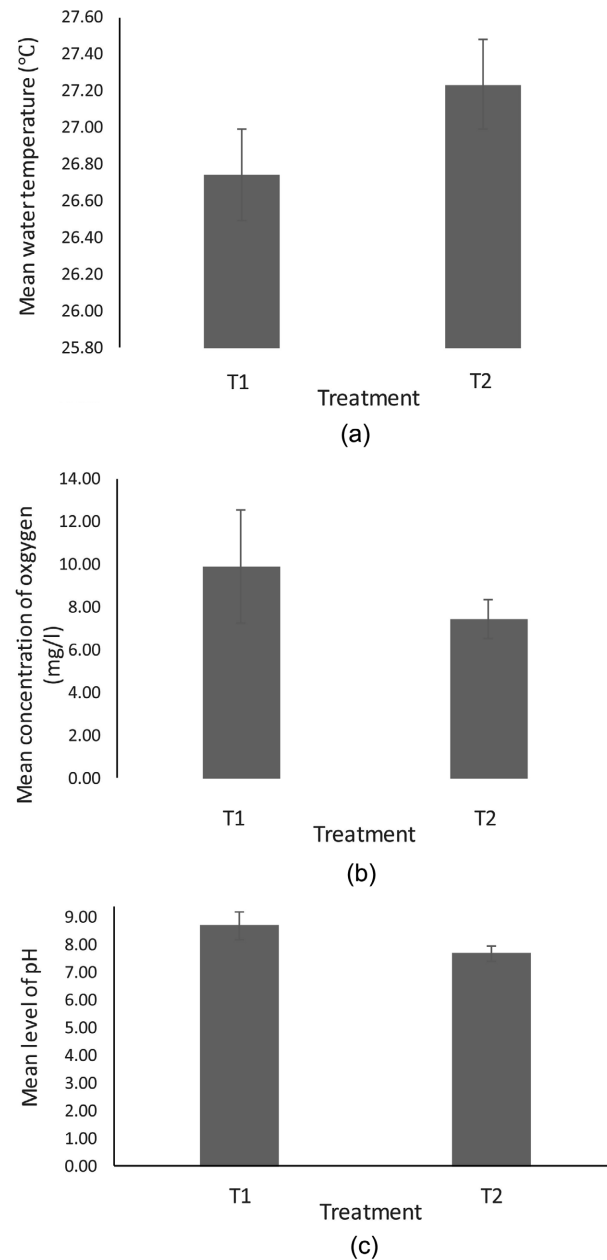 Mean water temperature (°C)
27.60
27.40
27.20
27.00
26.80
26.60
26.40
26.20
26.00
25.80
T1
T2
Treatment
(a)
Mean concentration of oxgygen
(mg/l)
14.00
12.00
10.00
8.00
6.00
4.00
2.00
0.00
T1
T2
Treatment
(b)
Mean level of pH
9.00
8.00
7.00
6.00
5.00
4.00
3.00
2.00
1.00
0.00
T1
T2
Treatment
(c)